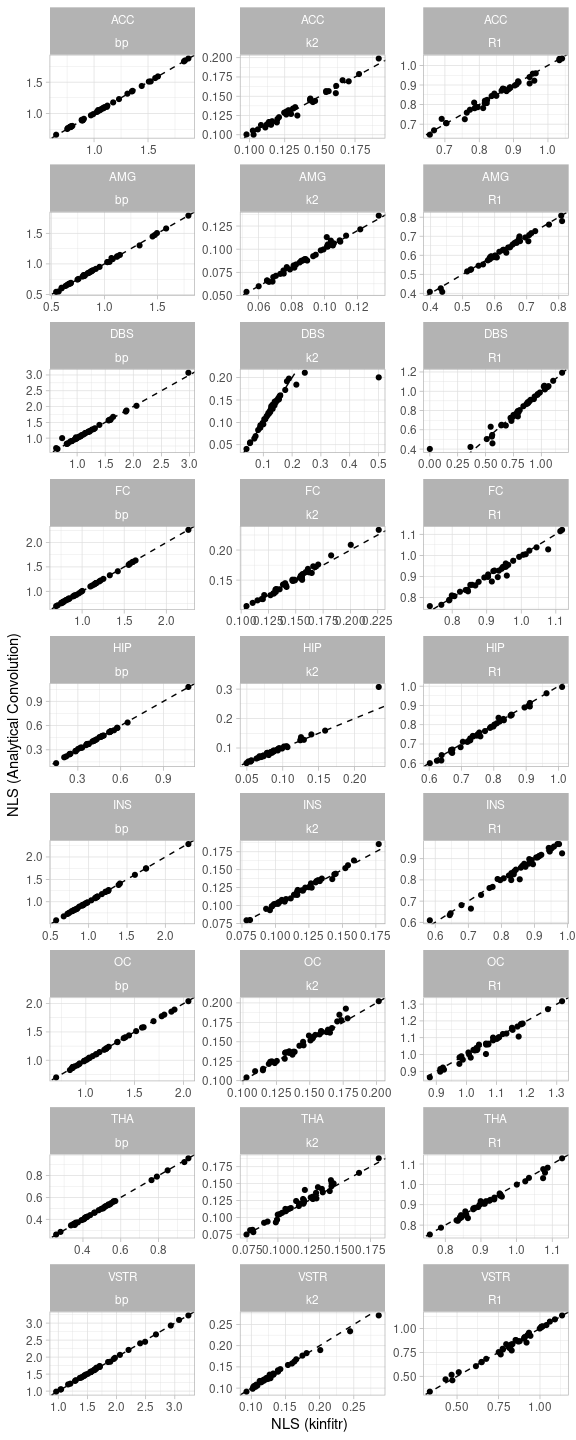 ACC ACC ACC
bp k2 R1
1.5
1.0
1.0 1.5
0.200
0.175
0.150
0.125
0.100
0.100 0.125 0.150 0.175
1.0
0.9
0.8
0.7
0.7 0.8 0.9 1.0
AMG AMG AMG
bp k2 R1
1.5
1.0
0.5
0.5 1.0 1.5
0.125
0.100
0.075
0.050
0.06 0.08 0.10 0.12
0.8
0.7
0.6
0.5
0.4
0.4 0.5 0.6 0.7 0.8
DBS DBS DBS
bp k2 R1
3.0
2.5
2.0
1.5
1.0
1.0 1.5 2.0 2.5 3.0
0.20
0.15
0.10
0.05
0.1 0.2 0.3 0.4 0.5
1.2
1.0
0.8
0.6
0.4
0.00 0.25 0.50 0.75 1.00
FC FC FC
bp k2 R1
2.0
1.5
1.0
1.0 1.5 2.0
0.20
0.15
0.100 0.125 0.150 0.175 0.200 0.225
1.1
1.0
0.9
0.8
0.8 0.9 1.0 1.1
HIP HIP HIP
bp k2 R1
0.9
0.6
0.3
0.3 0.6 0.9
0.3
0.2
0.1
0.05 0.10 0.15 0.20
1.0
0.9
0.8
0.7
0.6
0.6 0.7 0.8 0.9 1.0
INS INS INS
bp k2 R1
2.0
1.5
1.0
0.5 1.0 1.5 2.0
0.175
0.150
0.125
0.100
0.075
0.075 0.100 0.125 0.150 0.175
0.9
0.8
0.7
0.6
0.6 0.7 0.8 0.9 1.0
OC OC OC
bp k2 R1
2.0
1.5
1.0
1.0 1.5 2.0
0.200
0.175
0.150
0.125
0.100
0.100 0.125 0.150 0.175 0.200
1.3
1.2
1.1
1.0
0.9
0.9 1.0 1.1 1.2 1.3
THA THA THA
bp k2 R1
0.8
0.6
0.4
0.4 0.6 0.8
0.175
0.150
0.125
0.100
0.075
0.075 0.100 0.125 0.150 0.175
1.1
1.0
0.9
0.8
0.8 0.9 1.0 1.1
VSTR VSTR VSTR
bp k2 R1
3.0
2.5
2.0
1.5
1.0
1.0 1.5 2.0 2.5 3.0
0.25
0.20
0.15
0.10
0.10 0.15 0.20 0.25
1.00
0.75
0.50
0.50 0.75 1.00
NLS (Analytical Convolution)
NLS (kinfitr)